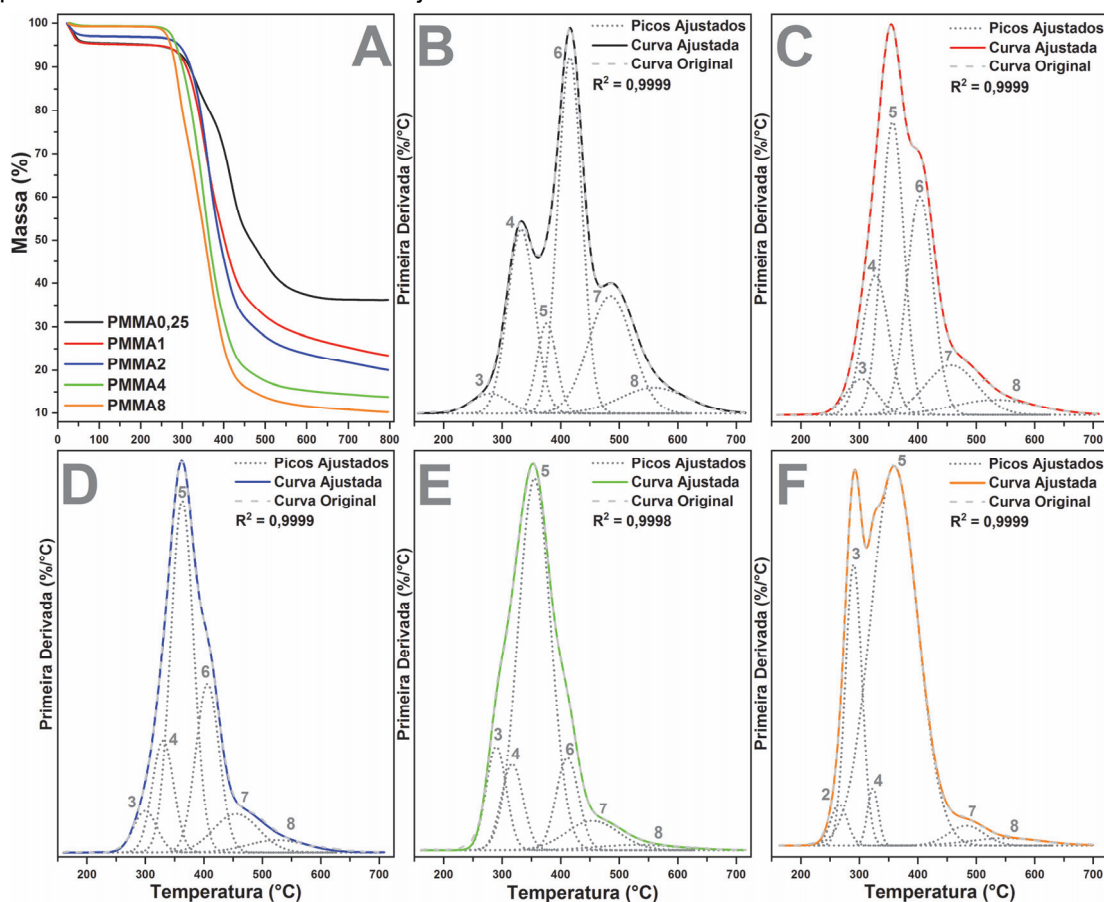 A
Massa (%)
100
90
80
70
60
50
40
30
20
10
PMMA0,25
PMMA1
PMMA2
PMMA4
PMMA8
0 100 200 300 400 500 600 700 800
B
Primeira Derivada (%/°C)
Picos Ajustados
Curva Ajustada
Curva Original
R² = 0,9999
3
4
5
6
7
8
200 300 400 500 600 700
C
Primeira Derivada (%/°C)
Picos Ajustados
Curva Ajustada
Curva Original
R² = 0,9999
3
4
5
6
7
8
200 300 400 500 600 700
D
Primeira Derivada (%/°C)
Picos Ajustados
Curva Ajustada
Curva Original
R² = 0,9999
3
4
5
6
7
8
200 300 400 500 600 700
Temperatura (°C)
E
Primeira Derivada (%/°C)
Picos Ajustados
Curva Ajustada
Curva Original
R² = 0,9998
3
4
5
6
7
8
200 300 400 500 600 700
Temperatura (°C)
F
Primeira Derivada (%/°C)
Picos Ajustados
Curva Ajustada
Curva Original
R² = 0,9999
2
3
4
5
7
8
200 300 400 500 600 700
Temperatura (°C)